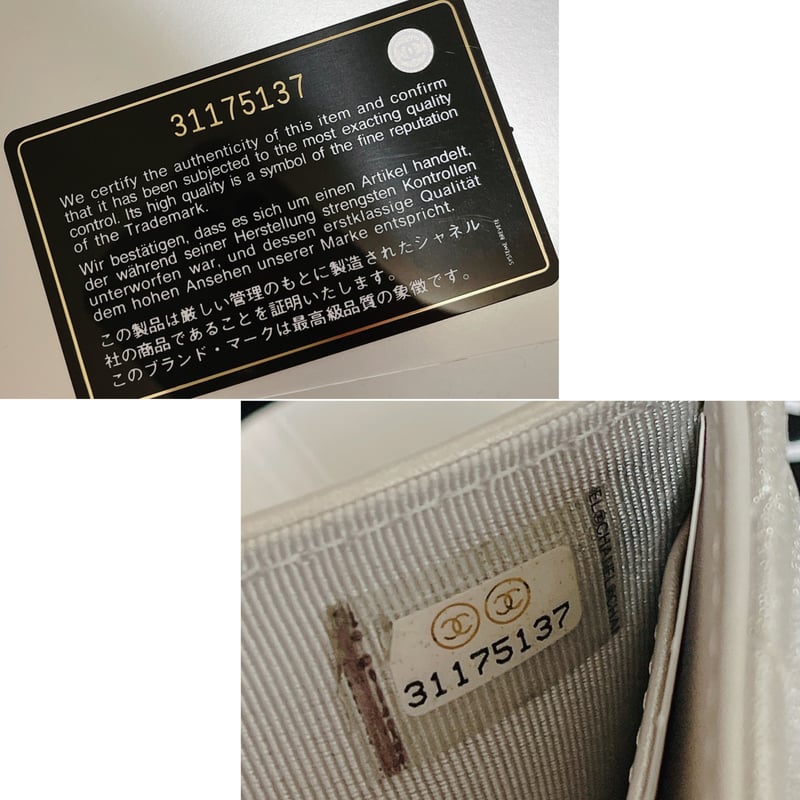 31175137
We certify the authenticity of this item and confirm
that it has been subjected to the most exacting quality
control. Its high quality is a symbol of the fine reputation
of the Trademark.
Wir bestätigen, dass es sich um einen Artikel handelt,
der während seiner Herstellung strengsten Kontrollen
unterworfen war, und dessen erstklassige Qualität
dem hohen Ansehen unserer Marke entspricht.
この製品は厳しい管理のもとに製造されたシャネル
社の商品であることを証明いたします。
このブランド・マークは最高級品質の象徴です。
SYSTEME BREVETE
EL©CHANEL©CHAN
31175137